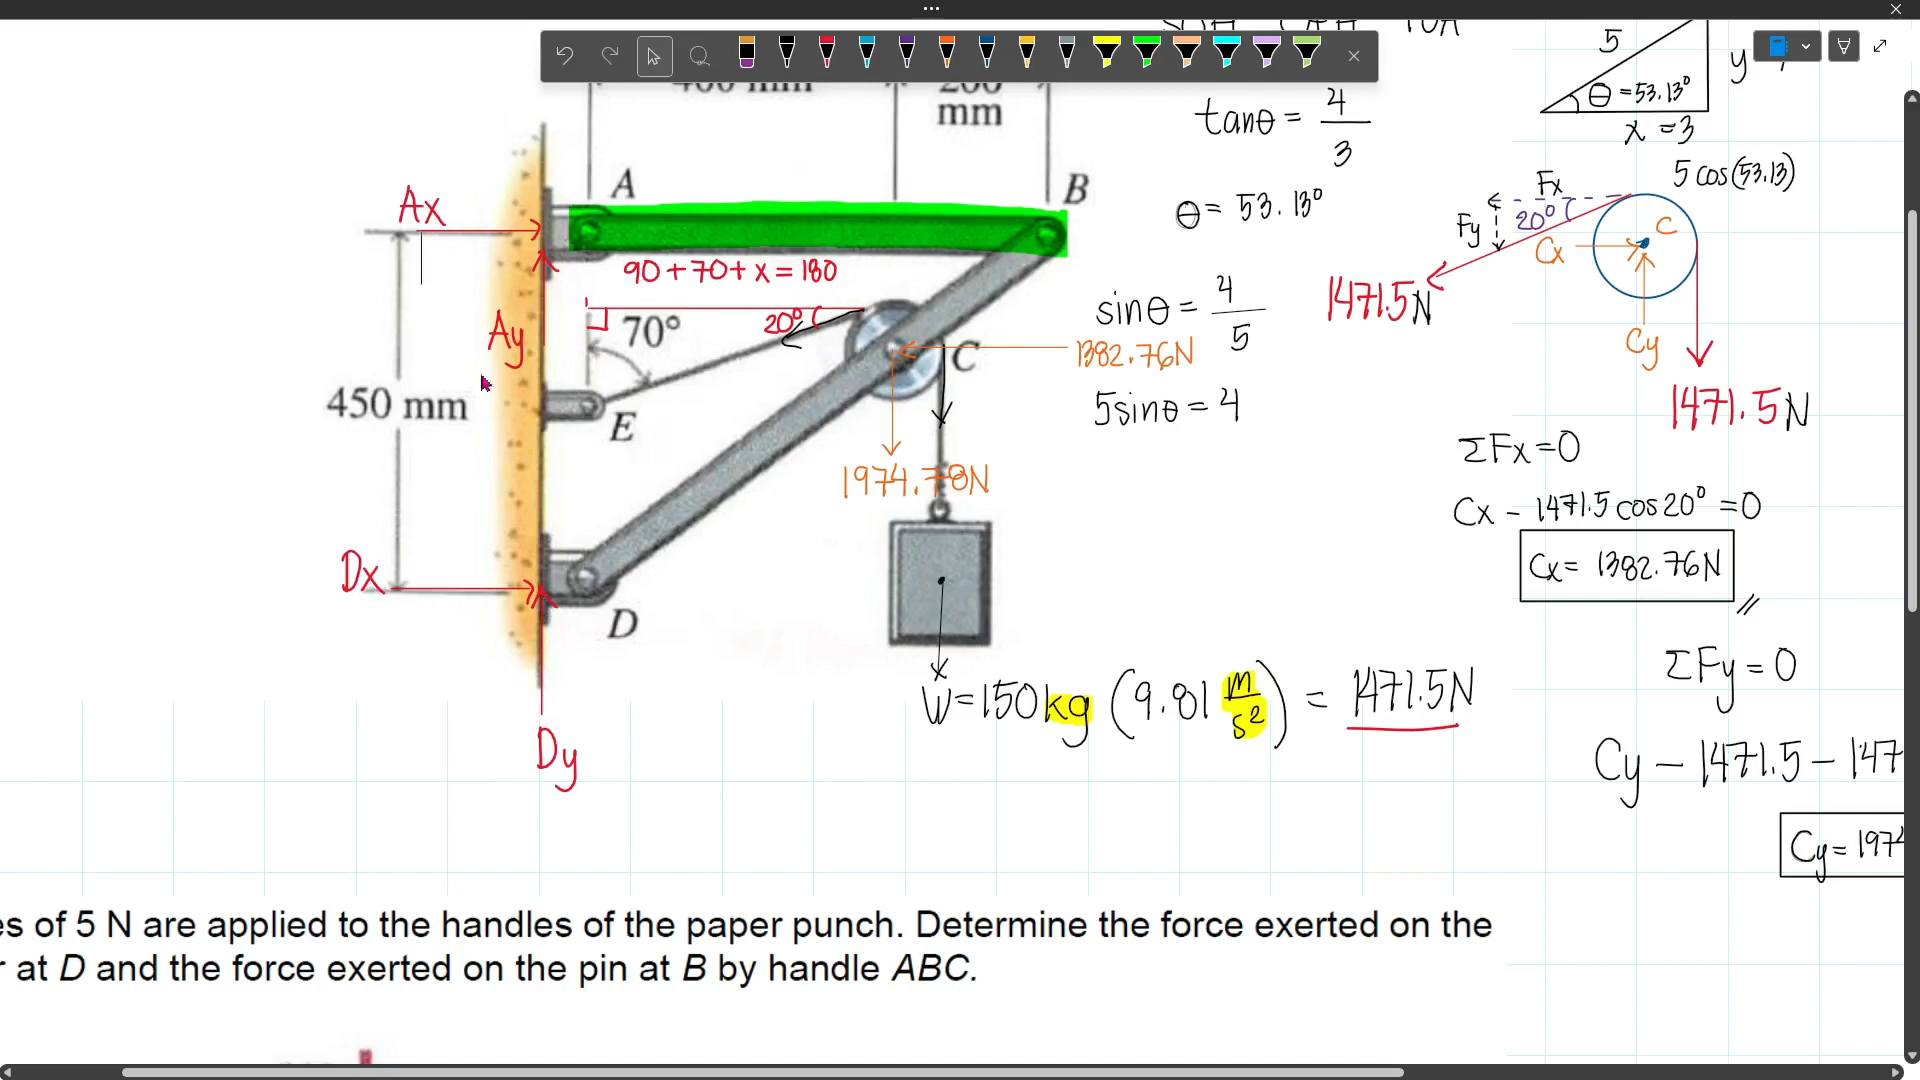 200
mm
A
B
Ax
90+70+x=180
Ay
70°
20°
C
1382.76N
450 mm
E
1974.78N
Dx
D
Dy
W=150kg (9.81 m/s²) = 1471.5N
tanθ = 4/3
θ = 53.13°
sinθ = 4/5
5sinθ = 4
5
θ =53.13°
y
x =3
5 cos(53.13)
Fx
Fy
20°
C
Cx
1471.5N
Cy
1471.5N
ΣFx=0
Cx - 1471.5 cos20° =0
Cx= 1382.76N
ΣFy=0
Cy - 1471.5 - 147
Cy= 197
es of 5 N are applied to the handles of the paper punch. Determine the force exerted on the
r at D and the force exerted on the pin at B by handle ABC.